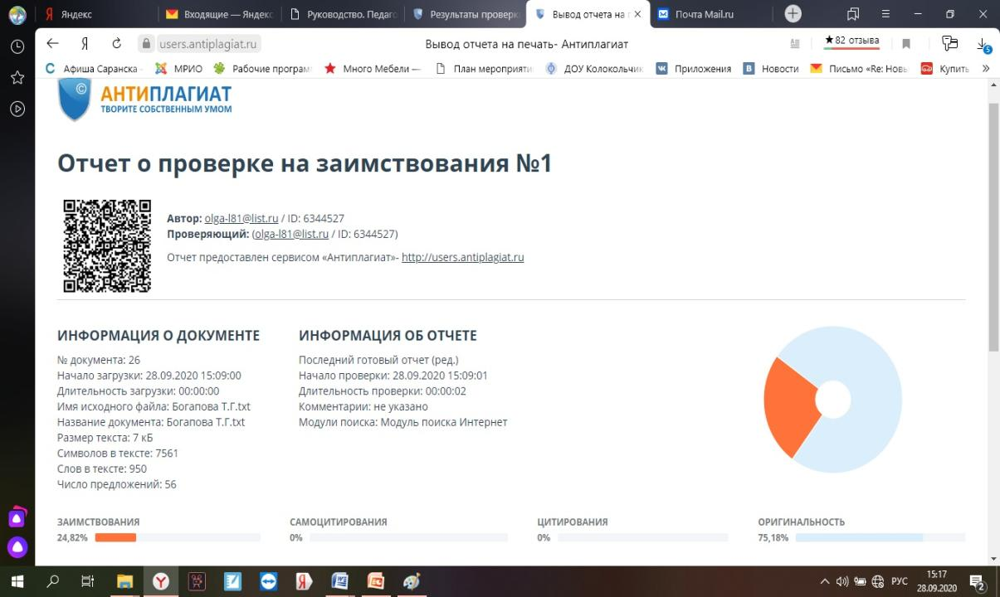 Яндекс
Входящие — Яндекс
Руководство. Педаго
Результаты проверки
Вывод отчета на п
Почта Mail.ru
users.antiplagiat.ru
Вывод отчета на печать- Антиплагиат
82 отзыва
5
Афиша Саранска -
МРИО
Рабочие програм
Много Мебели —
План мероприяти
ДОУ Колокольчик
Приложения
Новости
Письмо «Re: Новь
Купить
АНТИПЛАГИАТ
ТВОРИТЕ СОБСТВЕННЫМ УМОМ
Отчет о проверке на заимствования №1
Автор: olga-l81@list.ru / ID: 6344527
Проверяющий: (olga-l81@list.ru / ID: 6344527)
Отчет предоставлен сервисом «Антиплагиат»- http://users.antiplagiat.ru
ИНФОРМАЦИЯ О ДОКУМЕНТЕ
№ документа: 26
Начало загрузки: 28.09.2020 15:09:00
Длительность загрузки: 00:00:00
Имя исходного файла: Богапова Т.Г.txt
Название документа: Богапова Т.Г.txt
Размер текста: 7 кБ
Символов в тексте: 7561
Слов в тексте: 950
Число предложений: 56
ИНФОРМАЦИЯ ОБ ОТЧЕТЕ
Последний готовый отчет (ред.)
Начало проверки: 28.09.2020 15:09:01
Длительность проверки: 00:00:02
Комментарии: не указано
Модули поиска: Модуль поиска Интернет
ЗАИМСТВОВАНИЯ
24,82%
САМОЦИТИРОВАНИЯ
0%
ЦИТИРОВАНИЯ
0%
ОРИГИНАЛЬНОСТЬ
75,18%
РУС
15:17
28.09.2020
2